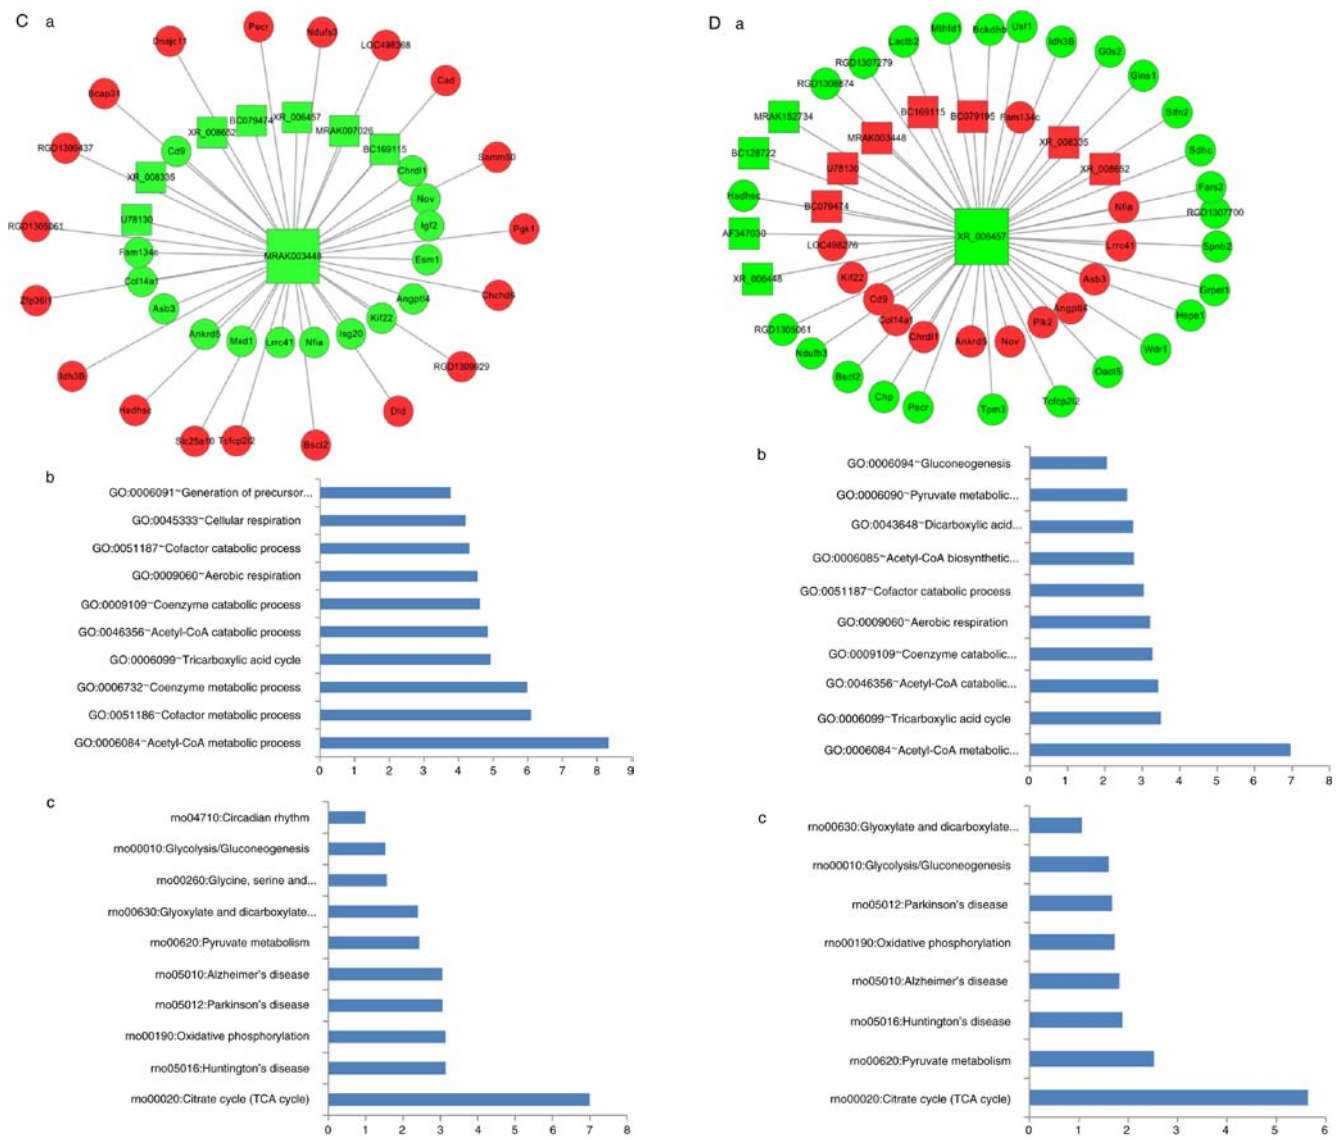 C a
Pecr
Ndufs3
Dnajc11
LOC498368
Cad
Bcap31
BC079474
XR_006457
XR_008652
MRAK007026
BC169115
RGD1309437
Cd9
Samm50
XR_008335
Chrdl1
Nov
U78130
Igf2
RGD1305061
Pgk1
Fam134c
MRAK003448
Esm1
Col14a1
Zfp36l1
Angptl4
Chchd6
Asb3
Kif22
Ankrd5
Mxd1
Lrrc41
Nfia
Isg20
RGD1309929
Idh3B
Hadhsc
Dld
Slc25a10
Tcfcp2l2
Bscl2
b
GO:0006091~Generation of precursor...
GO:0045333~Cellular respiration
GO:0051187~Cofactor catabolic process
GO:0009060~Aerobic respiration
GO:0009109~Coenzyme catabolic process
GO:0046356~Acetyl-CoA catabolic process
GO:0006099~Tricarboxylic acid cycle
GO:0006732~Coenzyme metabolic process
GO:0051186~Cofactor metabolic process
GO:0006084~Acetyl-CoA metabolic process
0 1 2 3 4 5 6 7 8 9
c
rno04710:Circadian rhythm
rno00010:Glycolysis/Gluconeogenesis
rno00260:Glycine, serine and...
rno00630:Glyoxylate and dicarboxylate...
rno00620:Pyruvate metabolism
rno05010:Alzheimer's disease
rno05012:Parkinson's disease
rno00190:Oxidative phosphorylation
rno05016:Huntington's disease
rno00020:Citrate cycle (TCA cycle)
0 1 2 3 4 5 6 7 8
D a
Mthfd1
Bckdhb
Usf1
Lactb2
Idh3B
G0s2
RGD1307279
Gins1
RGD1308874
BC169115
BC079195
Fam134c
Slfn2
MRAK152734
MRAK003448
XR_008335
Sdhc
BC128722
U78130
XR_008652
Fars2
Hadhsc
BC079474
Nfia
RGD1307700
AF347030
LOC498276
XR_006457
Lrrc41
Spnb2
XR_006448
Kif22
Asb3
Grpel1
Cd9
Angptl4
Hspe1
Col14a1
Plk2
RGD1305061
Chrdl1
Ankrd5
Nov
Wdr1
Ndufb3
Bscl2
Oact5
Chp
Pecr
Tpm3
Tcfcp2l2
b
GO:0006094~Gluconeogenesis
GO:0006090~Pyruvate metabolic...
GO:0043648~Dicarboxylic acid...
GO:0006085~Acetyl-CoA biosynthetic...
GO:0051187~Cofactor catabolic process
GO:0009060~Aerobic respiration
GO:0009109~Coenzyme catabolic...
GO:0046356~Acetyl-CoA catabolic...
GO:0006099~Tricarboxylic acid cycle
GO:0006084~Acetyl-CoA metabolic...
0 1 2 3 4 5 6 7 8
c
rno00630:Glyoxylate and dicarboxylate...
rno00010:Glycolysis/Gluconeogenesis
rno05012:Parkinson's disease
rno00190:Oxidative phosphorylation
rno05010:Alzheimer's disease
rno05016:Huntington's disease
rno00620:Pyruvate metabolism
rno00020:Citrate cycle (TCA cycle)
0 1 2 3 4 5 6